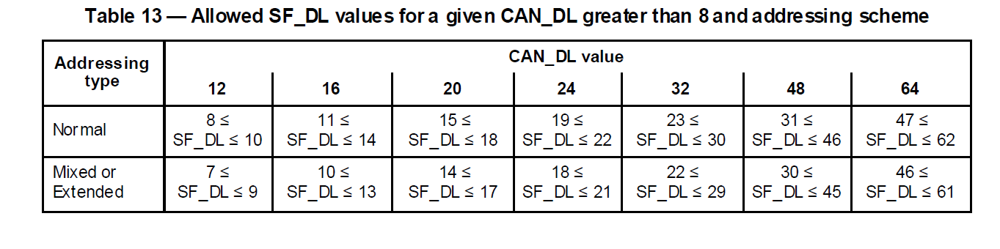 Table 13 — Allowed SF_DL values for a given CAN_DL greater than 8 and addressing scheme
Addressing type
CAN_DL value
12 16 20 24 32 48 64
Normal
8 ≤ 11 ≤ 15 ≤ 19 ≤ 23 ≤ 31 ≤ 47 ≤
SF_DL ≤ 10 SF_DL ≤ 14 SF_DL ≤ 18 SF_DL ≤ 22 SF_DL ≤ 30 SF_DL ≤ 46 SF_DL ≤ 62
Mixed or 7 ≤ 10 ≤ 14 ≤ 18 ≤ 22 ≤ 30 ≤ 46 ≤
Extended SF_DL ≤ 9 SF_DL ≤ 13 SF_DL ≤ 17 SF_DL ≤ 21 SF_DL ≤ 29 SF_DL ≤ 45 SF_DL ≤ 61